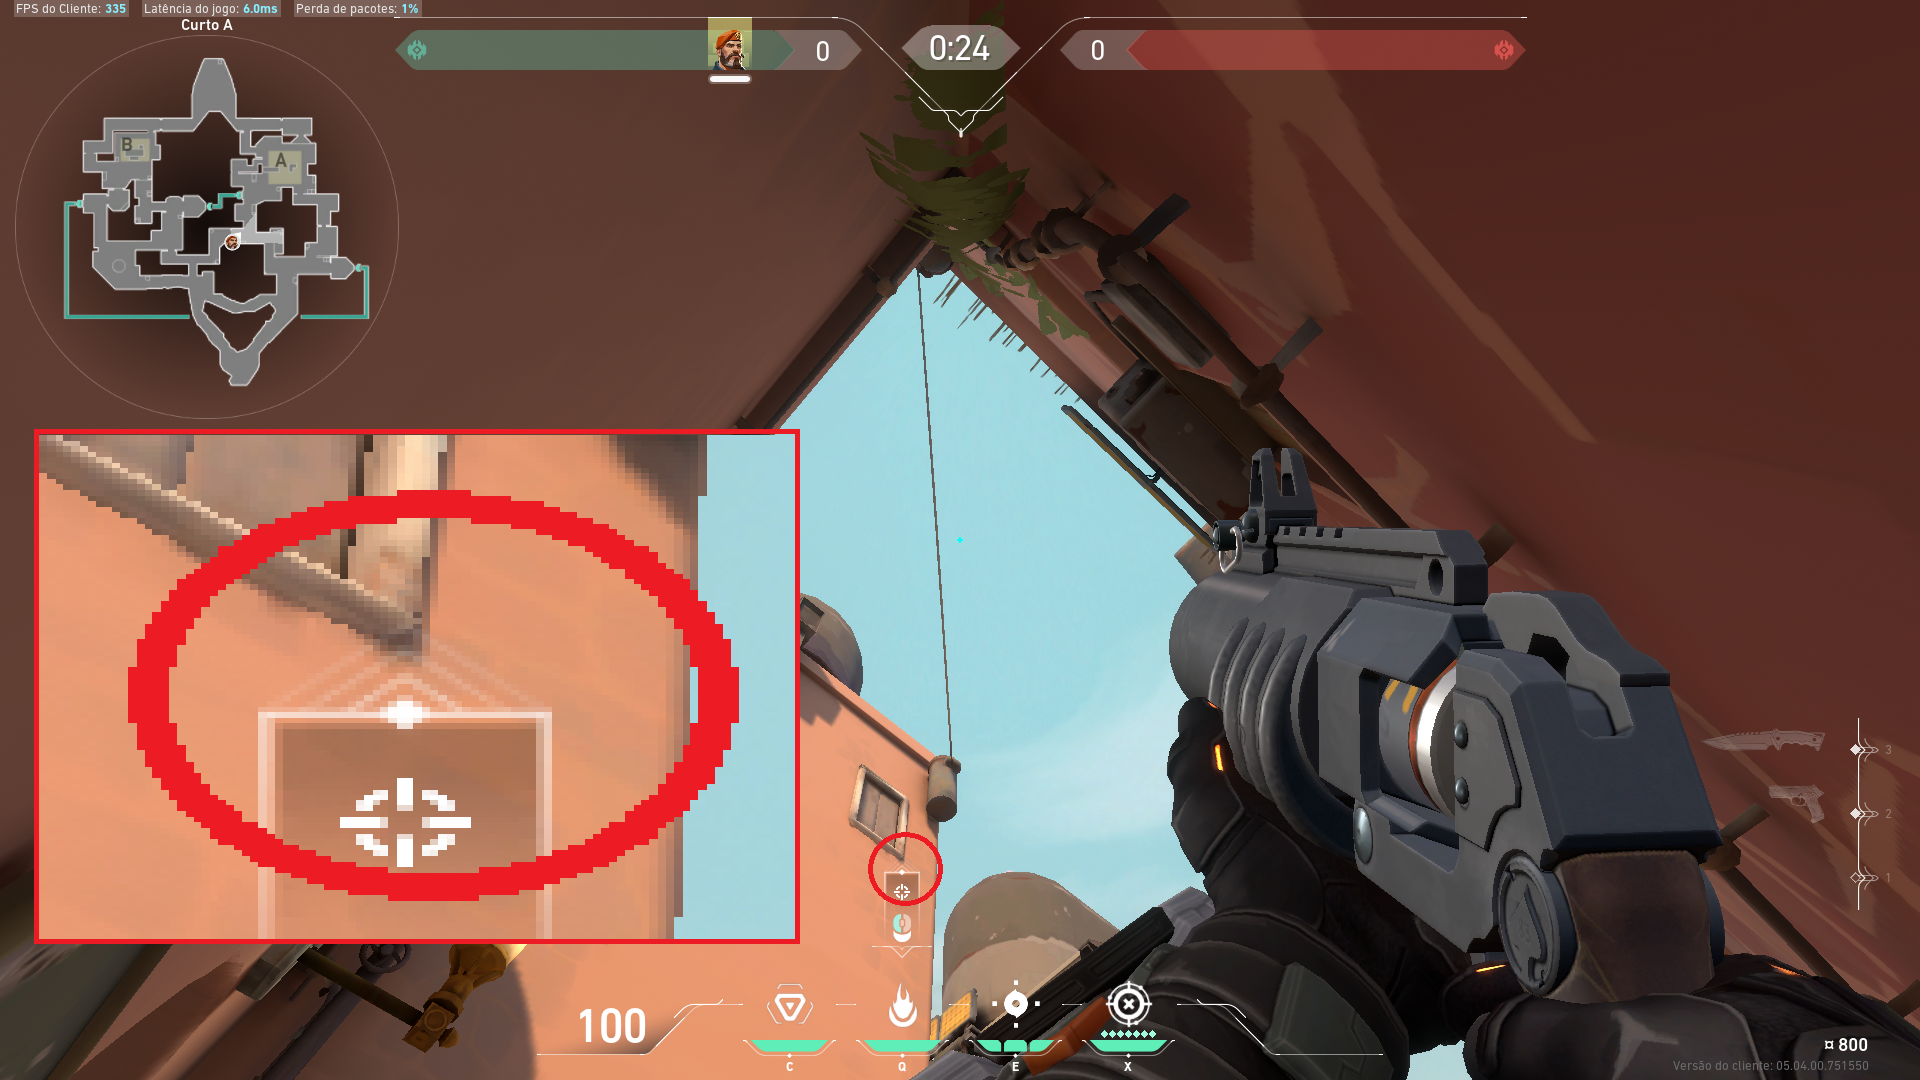 FPS do Cliente: 335 Latência do jogo: 6.0ms Perda de pacotes: 1%
Curto A
0 0:24 0
B
A
3
2
1
100
C Q E X
¤ 800
Versão do cliente: 05.04.00.751550